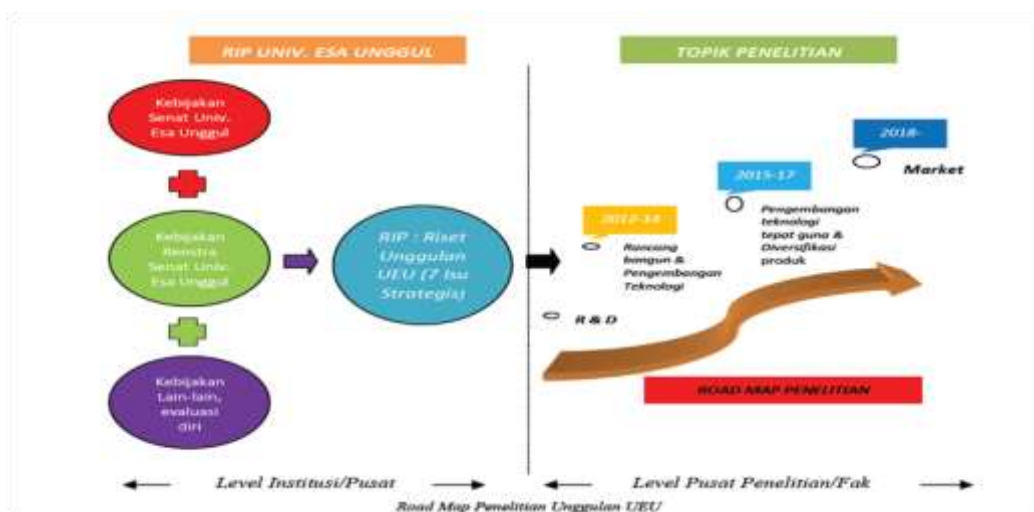 RIP UNIV. ESA UNGGUL
Kebijakan
Senat Univ.
Esa Unggul
Kebijakan
Renstra
Senat Univ.
Esa Unggul
Kebijakan
Lain-lain,
evaluasi
diri
RIP : Riset
Unggulan
UEU (7 Isu
Strategis)
TOPIK PENELITIAN
2018-
Market
2015-17
Pengembangan
teknologi
tepat guna &
Diversifikasi
produk
2012-14
Rancang
bangun &
Pengembangan
Teknologi
R & D
ROAD MAP PENELITIAN
Level Institusi/Pusat
Level Pusat Penelitian/Fak
Road Map Penelitian Unggulan UEU